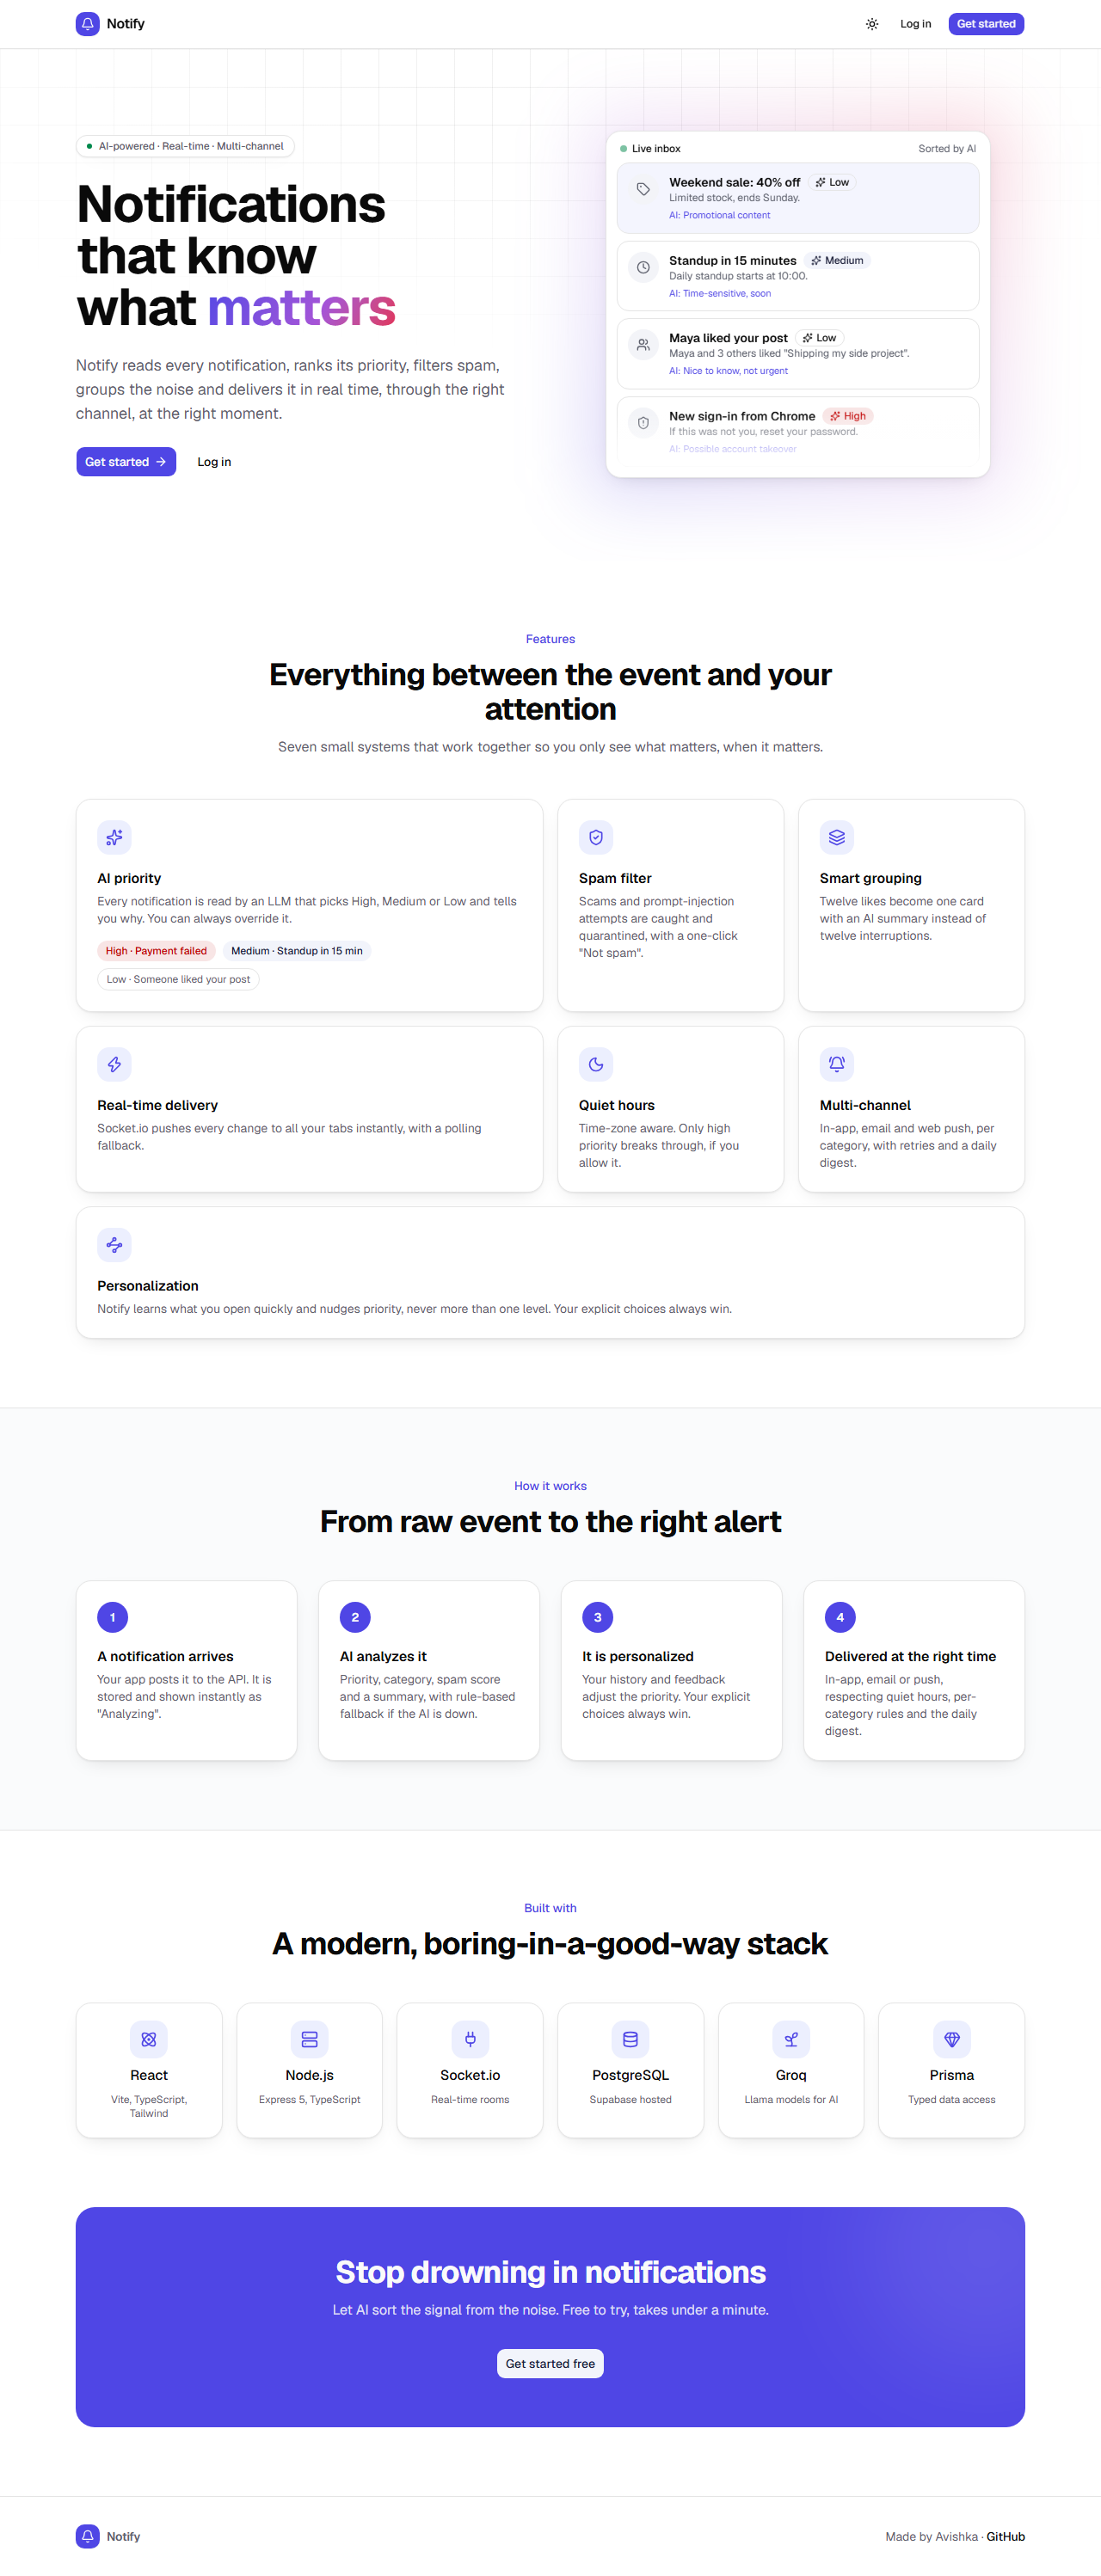 Notify
Log in
Get started
AI-powered · Real-time · Multi-channel
Notifications
that know
what matters
Notify reads every notification, ranks its priority, filters spam,
groups the noise and delivers it in real time, through the right
channel, at the right moment.
Get started
Log in
Live inbox
Sorted by AI
Weekend sale: 40% off
Low
Limited stock, ends Sunday.
AI: Promotional content
Standup in 15 minutes
Medium
Daily standup starts at 10:00.
AI: Time-sensitive, soon
Maya liked your post
Low
Maya and 3 others liked "Shipping my side project".
AI: Nice to know, not urgent
New sign-in from Chrome
High
If this was not you, reset your password.
AI: Possible account takeover
Features
Everything between the event and your
attention
Seven small systems that work together so you only see what matters, when it matters.
AI priority
Every notification is read by an LLM that picks High, Medium or Low and tells
you why. You can always override it.
High · Payment failed
Medium · Standup in 15 min
Low · Someone liked your post
Spam filter
Scams and prompt-injection
attempts are caught and
quarantined, with a one-click
"Not spam".
Smart grouping
Twelve likes become one card
with an AI summary instead of
twelve interruptions.
Real-time delivery
Socket.io pushes every change to all your tabs instantly, with a polling
fallback.
Quiet hours
Time-zone aware. Only high
priority breaks through, if you
allow it.
Multi-channel
In-app, email and web push, per
category, with retries and a daily
digest.
Personalization
Notify learns what you open quickly and nudges priority, never more than one level. Your explicit choices always win.
How it works
From raw event to the right alert
1
A notification arrives
Your app posts it to the API. It is
stored and shown instantly as
"Analyzing".
2
AI analyzes it
Priority, category, spam score
and a summary, with rule-based
fallback if the AI is down.
3
It is personalized
Your history and feedback
adjust the priority. Your explicit
choices always win.
4
Delivered at the right time
In-app, email or push,
respecting quiet hours, per-
category rules and the daily
digest.
Built with
A modern, boring-in-a-good-way stack
React
Vite, TypeScript,
Tailwind
Node.js
Express 5, TypeScript
Socket.io
Real-time rooms
PostgreSQL
Supabase hosted
Groq
Llama models for AI
Prisma
Typed data access
Stop drowning in notifications
Let AI sort the signal from the noise. Free to try, takes under a minute.
Get started free
Notify
Made by Avishka · GitHub